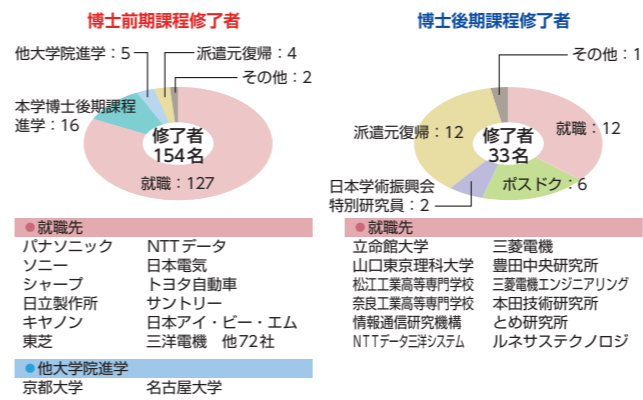 博士前期課程修了者
他大学院進学：5
派遣元復帰：4
その他：2
本学博士後期課程
進学：16
修了者
154名
就職：127
●就職先
パナソニック　NTTデータ
ソニー　日本電気
シャープ　トヨタ自動車
日立製作所　サントリー
キヤノン　日本アイ・ビー・エム
東芝　三洋電機　他72社
●他大学院進学
京都大学　名古屋大学
博士後期課程修了者
その他：1
派遣元復帰：12
修了者
33名
就職：12
日本学術振興会
特別研究員：2
ポスドク：6
●就職先
立命館大学　三菱電機
山口東京理科大学　豊田中央研究所
松江工業高等専門学校　三菱電機エンジニアリング
奈良工業高等専門学校　本田技術研究所
情報通信研究機構　とめ研究所
NTTデータ三洋システム　ルネサステクノロジ